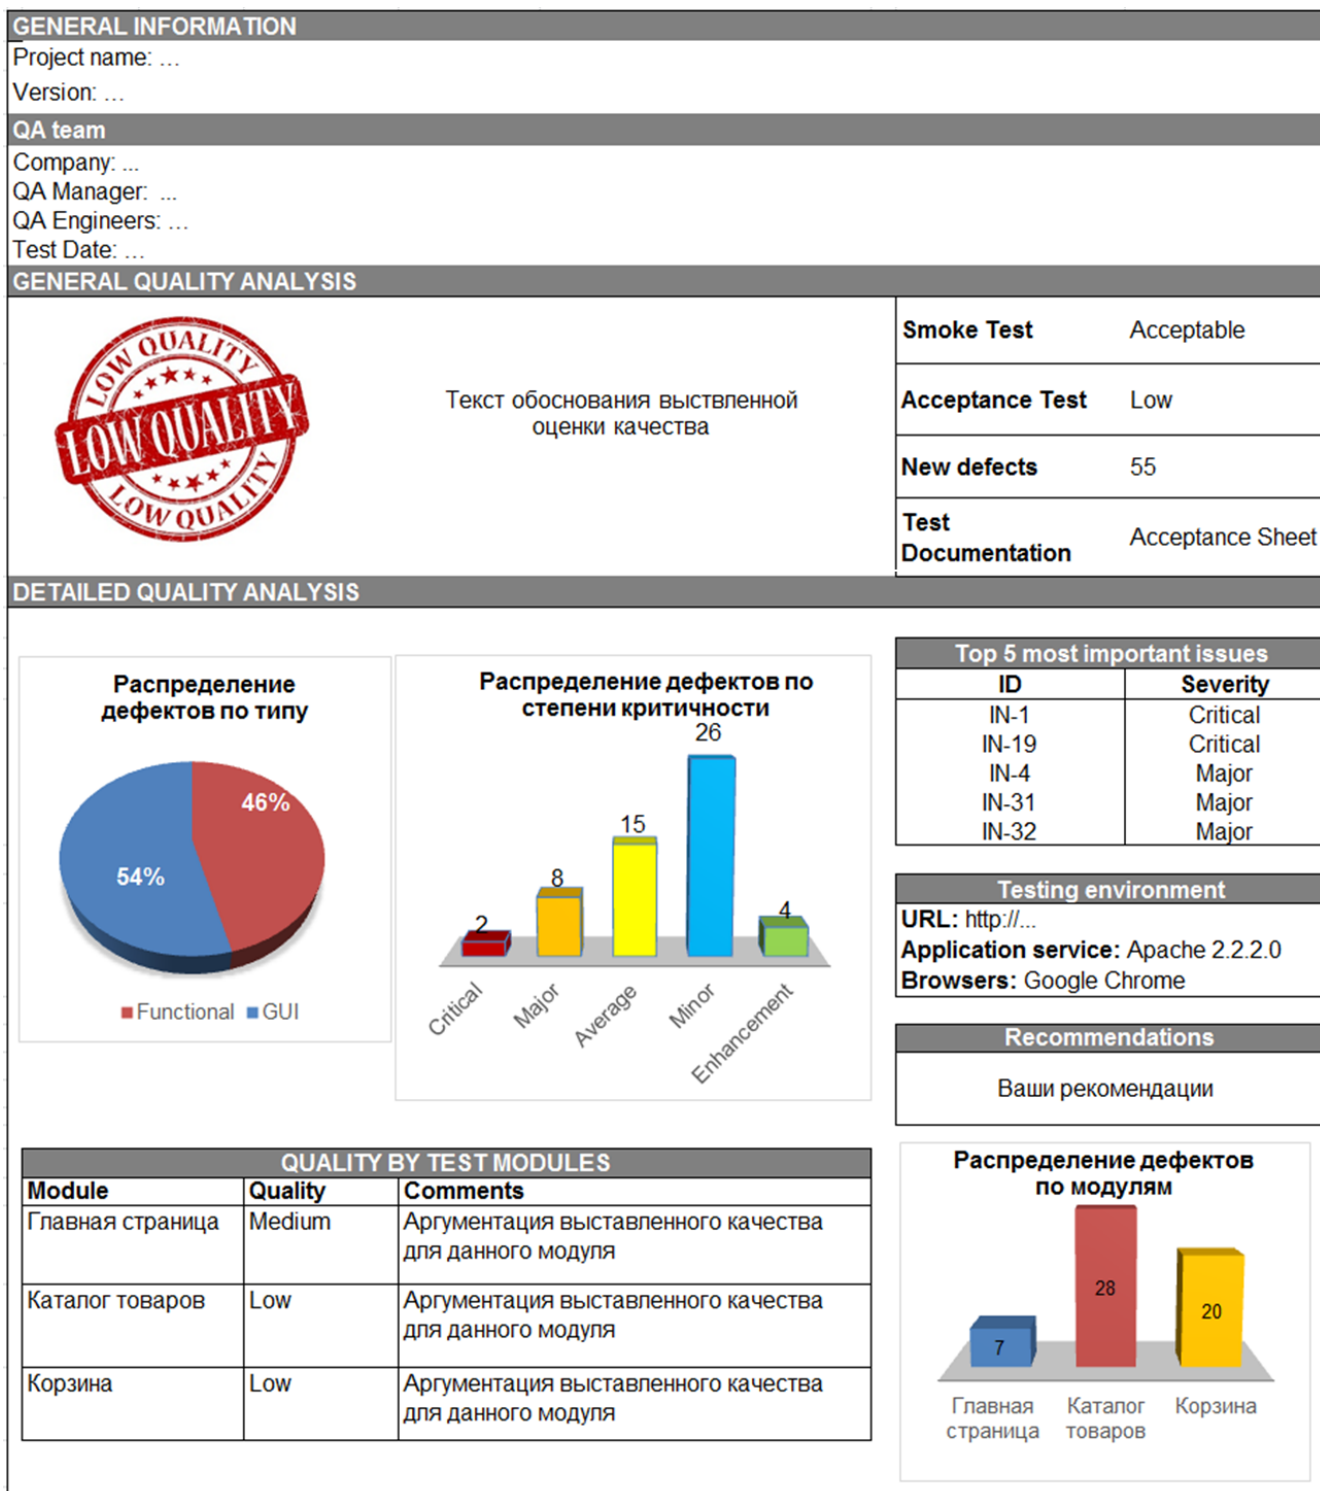 GENERAL INFORMATION
Project name: ...
Version: ...
QA team
Company: ...
QA Manager: ...
QA Engineers: ...
Test Date: ...
GENERAL QUALITY ANALYSIS
LOW QUALITY
LOW QUALITY
LOW QUALITY
Текст обоснования выствленной
оценки качества
Smoke Test Acceptable
Acceptance Test Low
New defects 55
Test
Documentation Acceptance Sheet
DETAILED QUALITY ANALYSIS
Распределение
дефектов по типу
46%
54%
Functional GUI
Распределение дефектов по
степени критичности
26
15
8
2
4
Critical
Major
Average
Minor
Enhancement
Top 5 most important issues
ID Severity
IN-1 Critical
IN-19 Critical
IN-4 Major
IN-31 Major
IN-32 Major
Testing environment
URL: http://...
Application service: Apache 2.2.2.0
Browsers: Google Chrome
Recommendations
Ваши рекомендации
QUALITY BY TEST MODULES
Module Quality Comments
Главная страница Medium Аргументация выставленного качества
для данного модуля
Каталог товаров Low Аргументация выставленного качества
для данного модуля
Корзина Low Аргументация выставленного качества
для данного модуля
Распределение дефектов
по модулям
28
20
7
Главная
страница
Каталог
товаров
Корзина